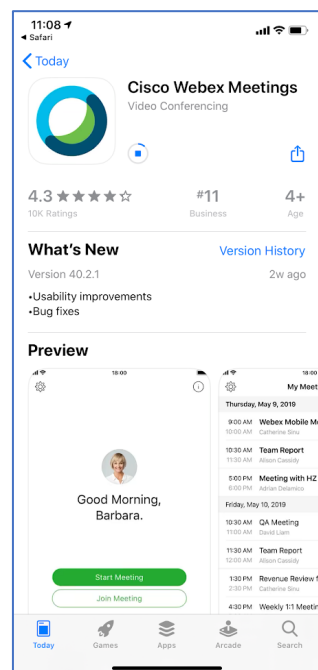 11:08
Safari
Today
Cisco Webex Meetings
Video Conferencing
4.3 #11 4+
10K Ratings Business Age
What's New Version History
Version 40.2.1 2w ago
•Usability improvements
•Bug fixes
Preview
18:00
Good Morning,
Barbara.
Start Meeting
Join Meeting
18:00
My Meet
Thursday, May 9, 2019
9:00 AM Webex Mobile Me
10:00 AM Catherine Sinu
10:30 AM Team Report
11:30 AM Alison Cassidy
5:00 PM Meeting with HZ
6:00 PM Adrian Delamico
Friday, May 10, 2019
10:30 AM QA Meeting
11:00 AM David Liam
11:30 AM Team Report
12:00 AM Alison Cassidy
1:30 PM Revenue Review f
2:30 PM Catherine Sinu
4:30 PM Weekly 1:1 Meetin
Today Games Apps Arcade Search